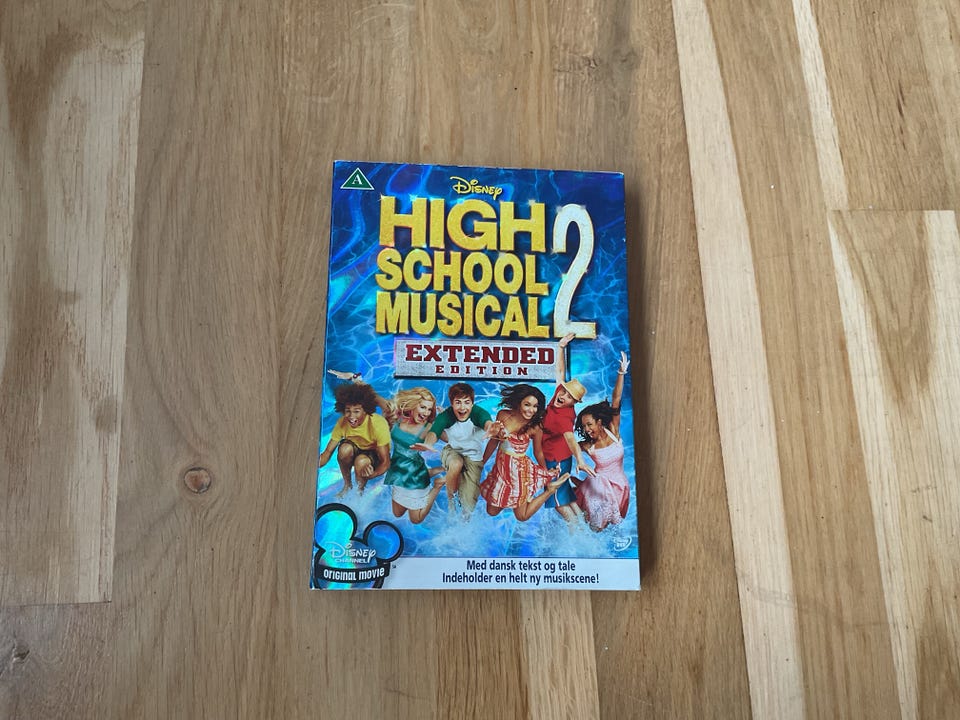 A
Disney
HIGH
SCHOOL
MUSICAL 2
EXTENDED
EDITION
Disney
CHANNEL
ORIGINAL MOVIE
Med dansk tekst og tale
Indeholder en helt ny musikscene!